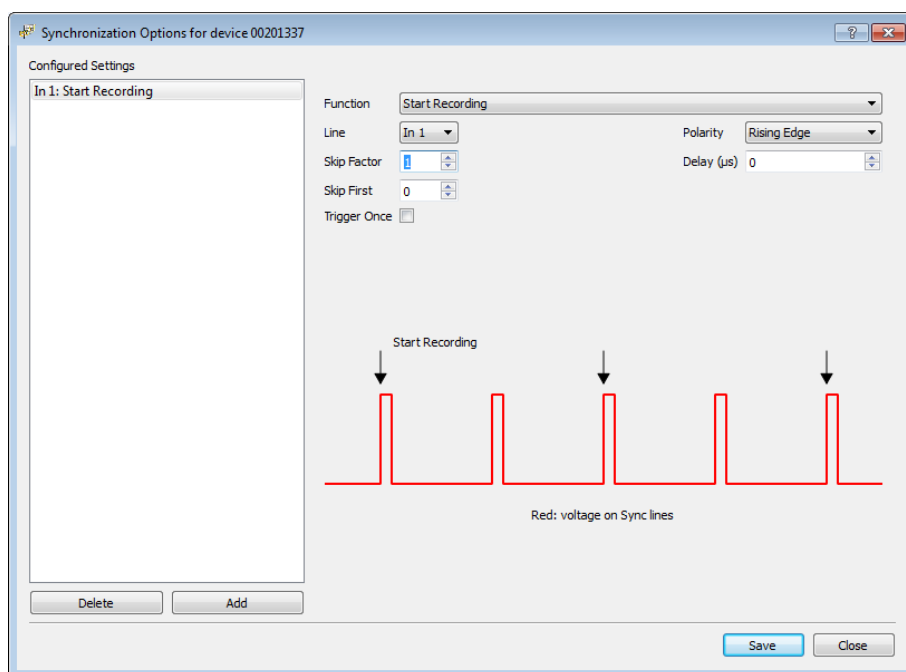 Synchronization Options for device 00201337
Configured Settings
In 1: Start Recording
Function Start Recording
Line In 1 Polarity Rising Edge
Skip Factor 1 Delay (µs) 0
Skip First 0
Trigger Once
Start Recording
Red: voltage on Sync lines
Delete Add
Save Close